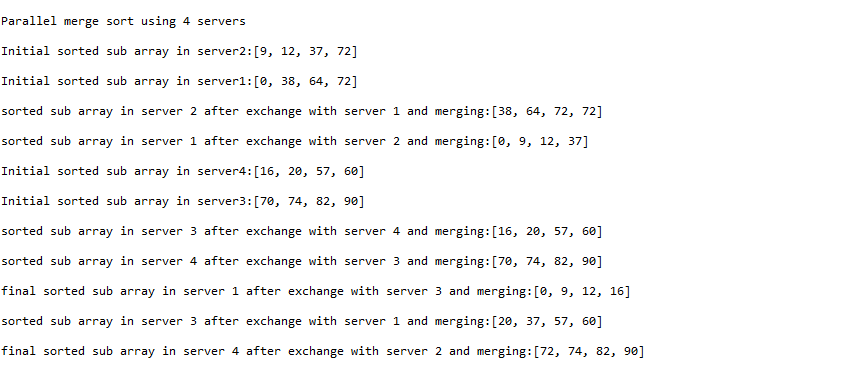 Parallel merge sort using 4 servers
Initial sorted sub array in server2:[9, 12, 37, 72]
Initial sorted sub array in server1:[0, 38, 64, 72]
sorted sub array in server 2 after exchange with server 1 and merging:[38, 64, 72, 72]
sorted sub array in server 1 after exchange with server 2 and merging:[0, 9, 12, 37]
Initial sorted sub array in server4:[16, 20, 57, 60]
Initial sorted sub array in server3:[70, 74, 82, 90]
sorted sub array in server 3 after exchange with server 4 and merging:[16, 20, 57, 60]
sorted sub array in server 4 after exchange with server 3 and merging:[70, 74, 82, 90]
final sorted sub array in server 1 after exchange with server 3 and merging:[0, 9, 12, 16]
sorted sub array in server 3 after exchange with server 1 and merging:[20, 37, 57, 60]
final sorted sub array in server 4 after exchange with server 2 and merging:[72, 74, 82, 90]